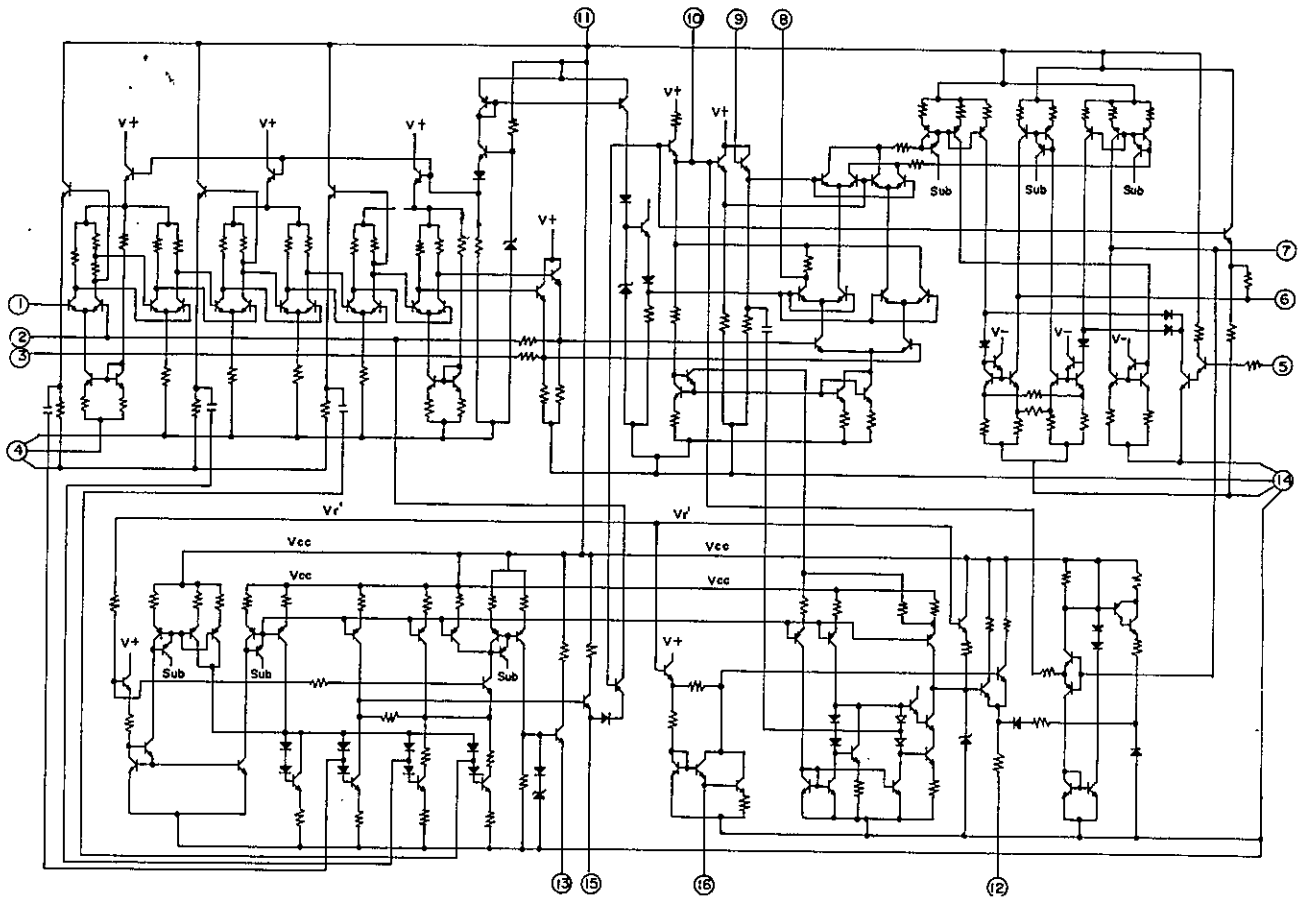 11 10 9 8
V+ V+ V+ V+ V+ V+
Sub Sub Sub
7
1 6
2 V- V- V-
3 5
4 14
Vr' Vr'
Vcc Vcc
Vcc Vcc
V+ V+
Sub Sub Sub
13 15 16 12